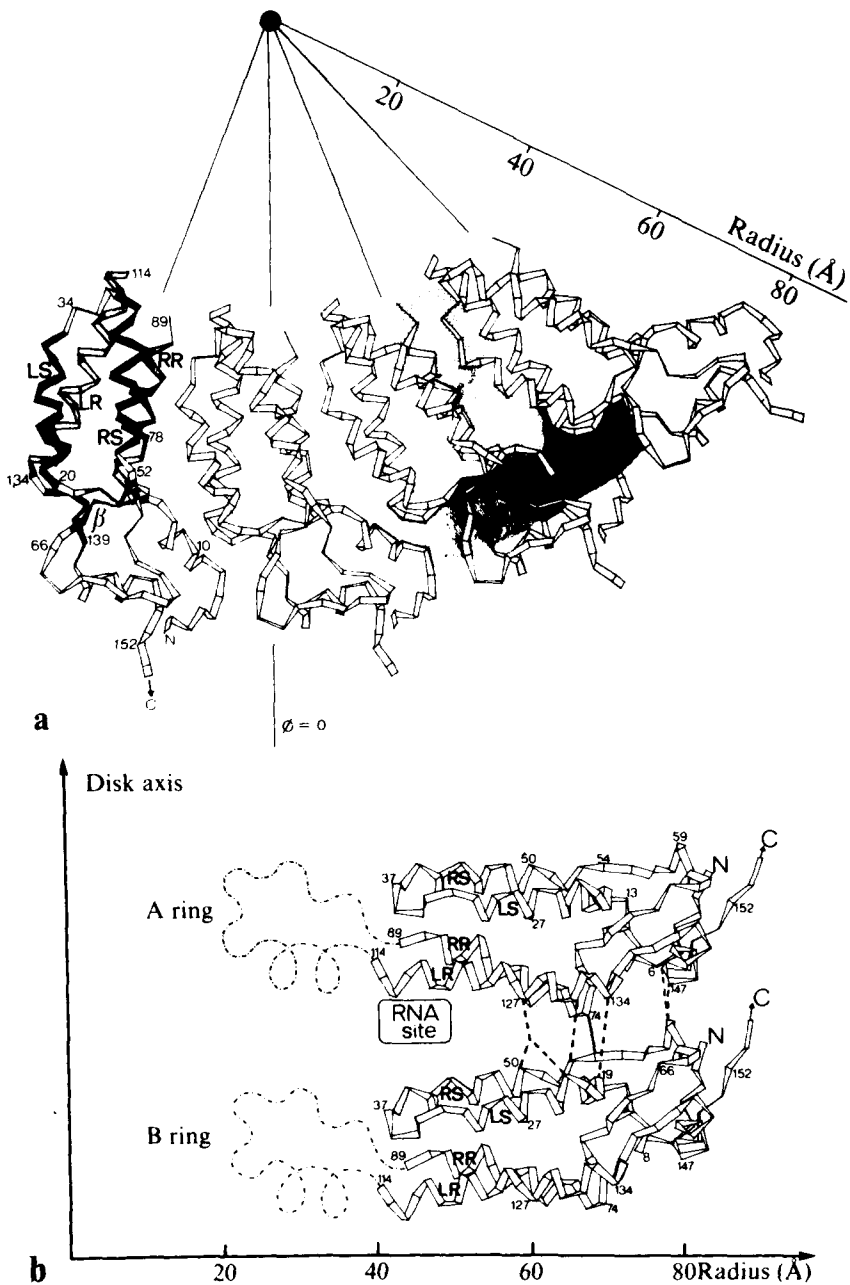 20
40
60
Radius (Å)
80
114
34
89
LS
RR
LR
RS
78
134
20
52
β
66
139
10
152
N
C
a
ø = 0
Disk axis
59
C
50
54
N
37
RS
13
A ring
LS
27
152
89
RR
114
LR
6
147
127
134
RNA
site
74
C
N
50
19
66
152
37
RS
LS
27
B ring
89
RR
8
147
114
LR
134
127
74
b
20
40
60
80 Radius (Å)